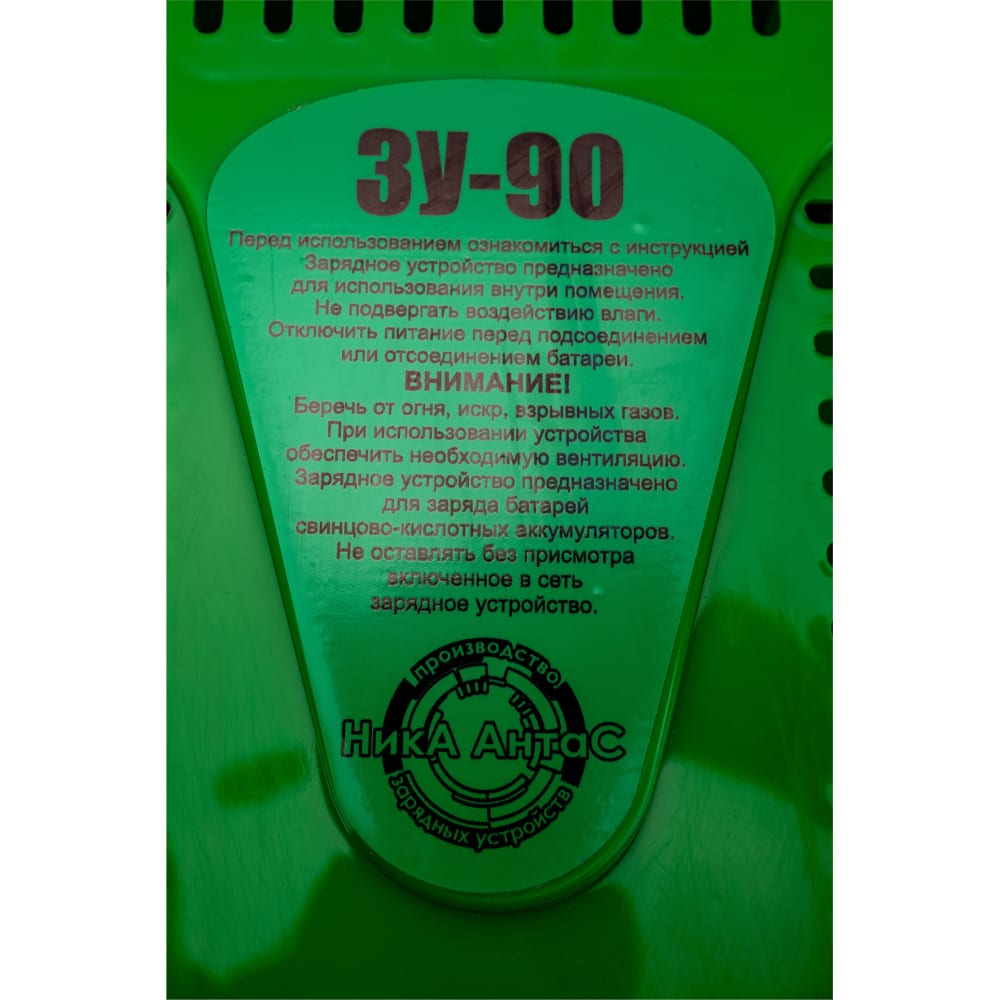 ЗУ-90
Перед использованием ознакомиться с инструкцией
Зарядное устройство предназначено
для использования внутри помещения.
Не подвергать воздействию влаги.
Отключить питание перед подсоединением
или отсоединением батареи.
ВНИМАНИЕ!
Беречь от огня, искр, взрывных газов.
При использовании устройства
обеспечить необходимую вентиляцию.
Зарядное устройство предназначено
для заряда батарей
свинцово-кислотных аккумуляторов.
Не оставлять без присмотра
включенное в сеть
зарядное устройство.
производство
НикА АнтаС
зарядных устройств